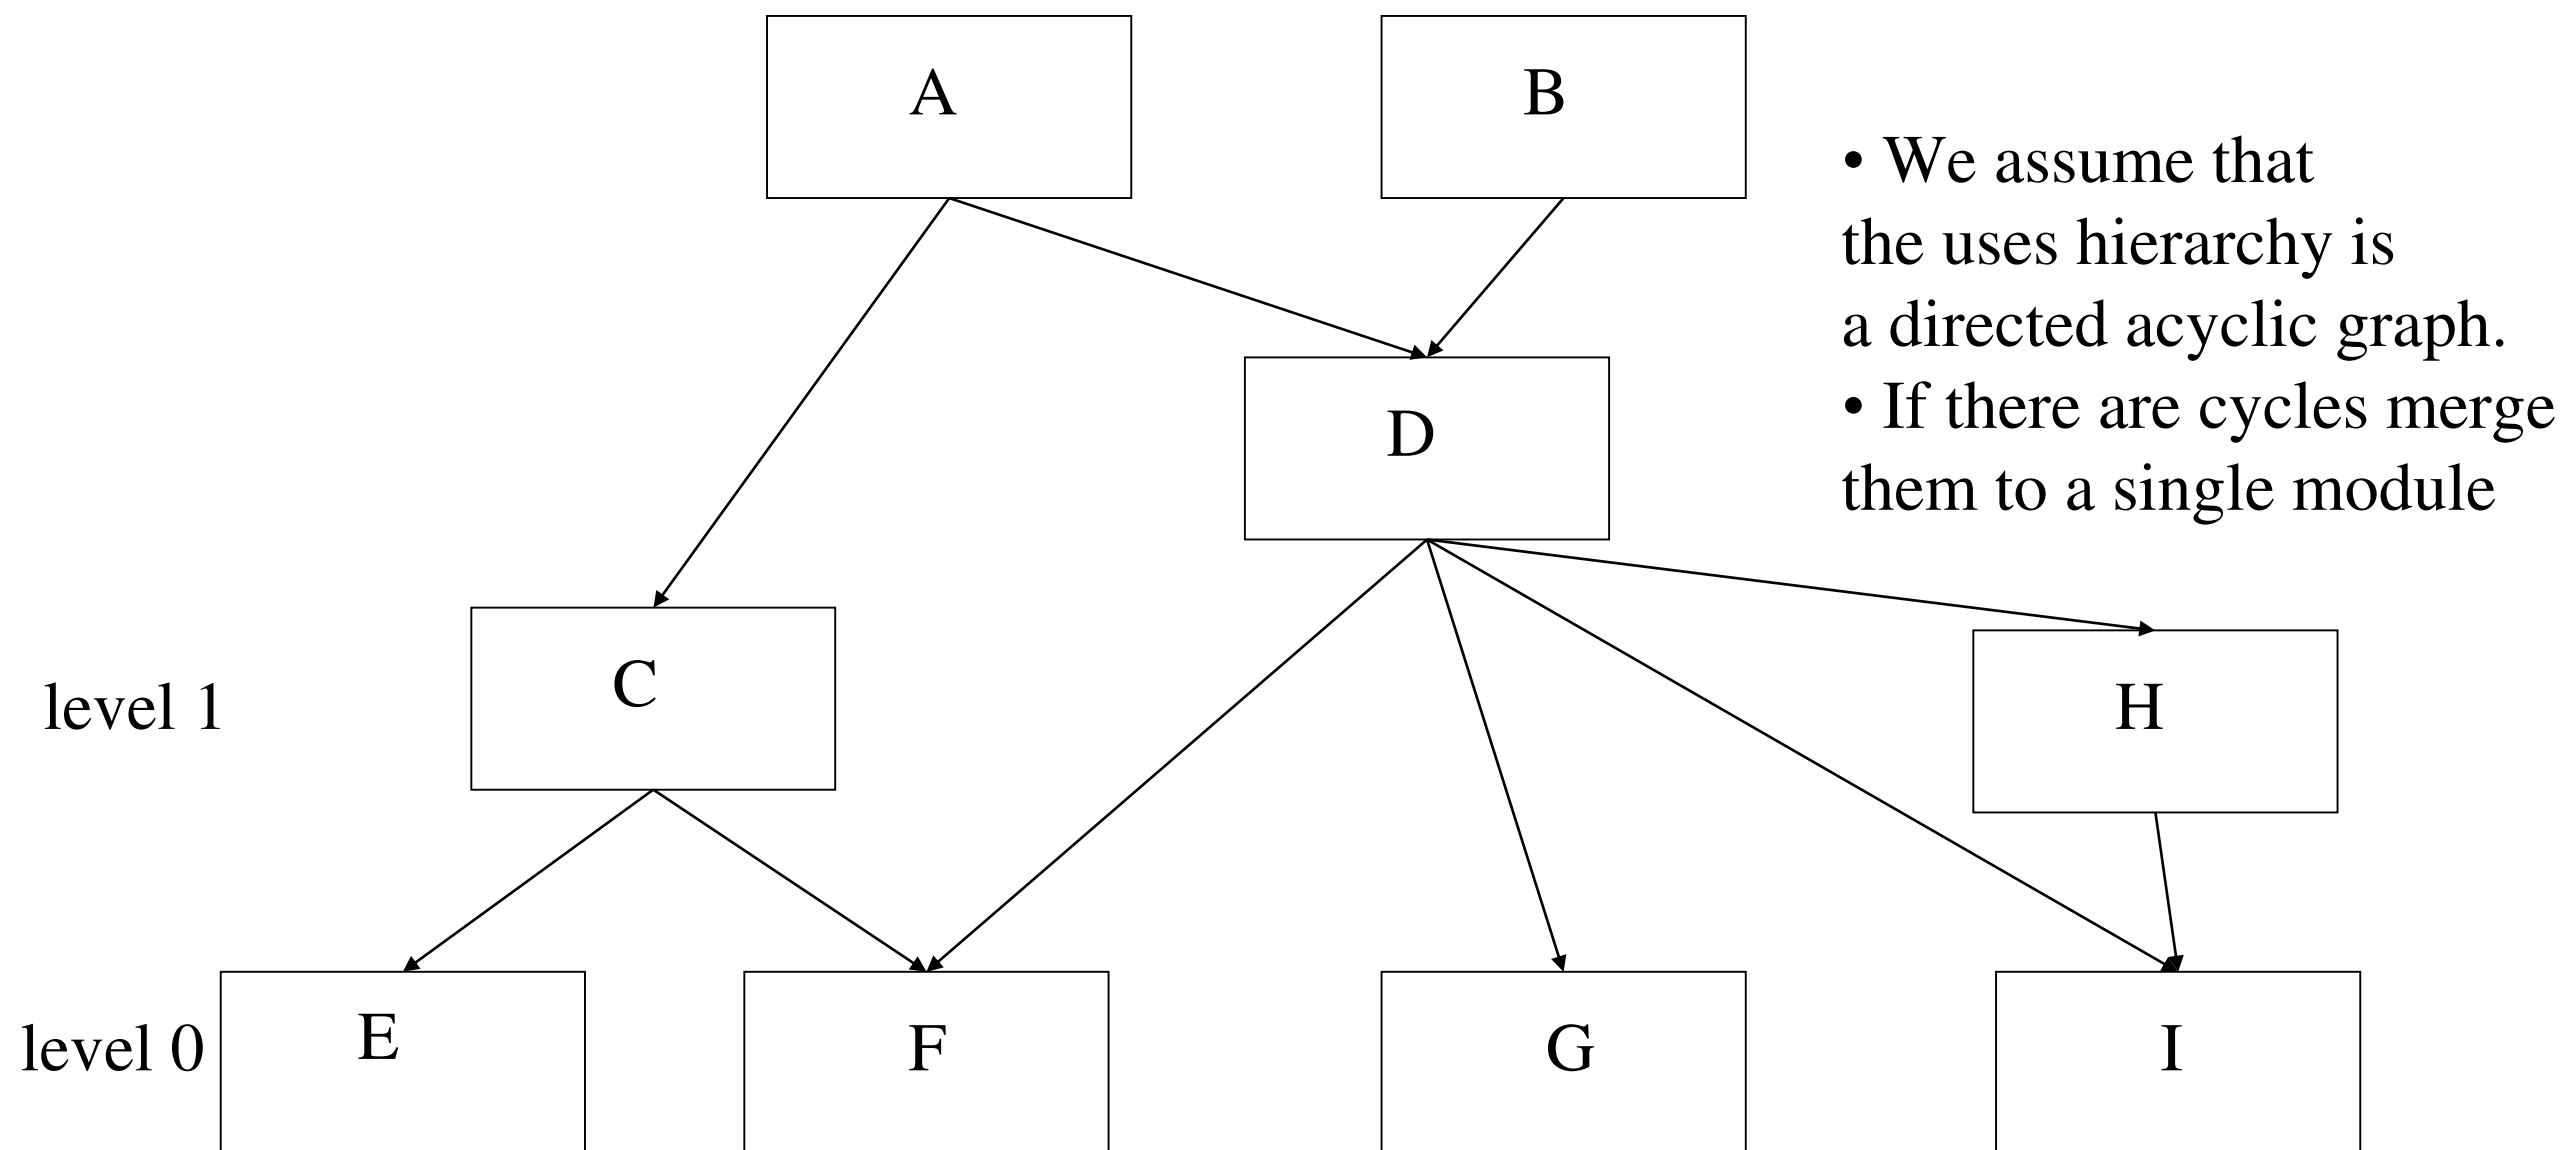 A
B
• We assume that
the uses hierarchy is
a directed acyclic graph.
• If there are cycles merge
them to a single module
D
C
level 1
H
E
level 0
F
G
I